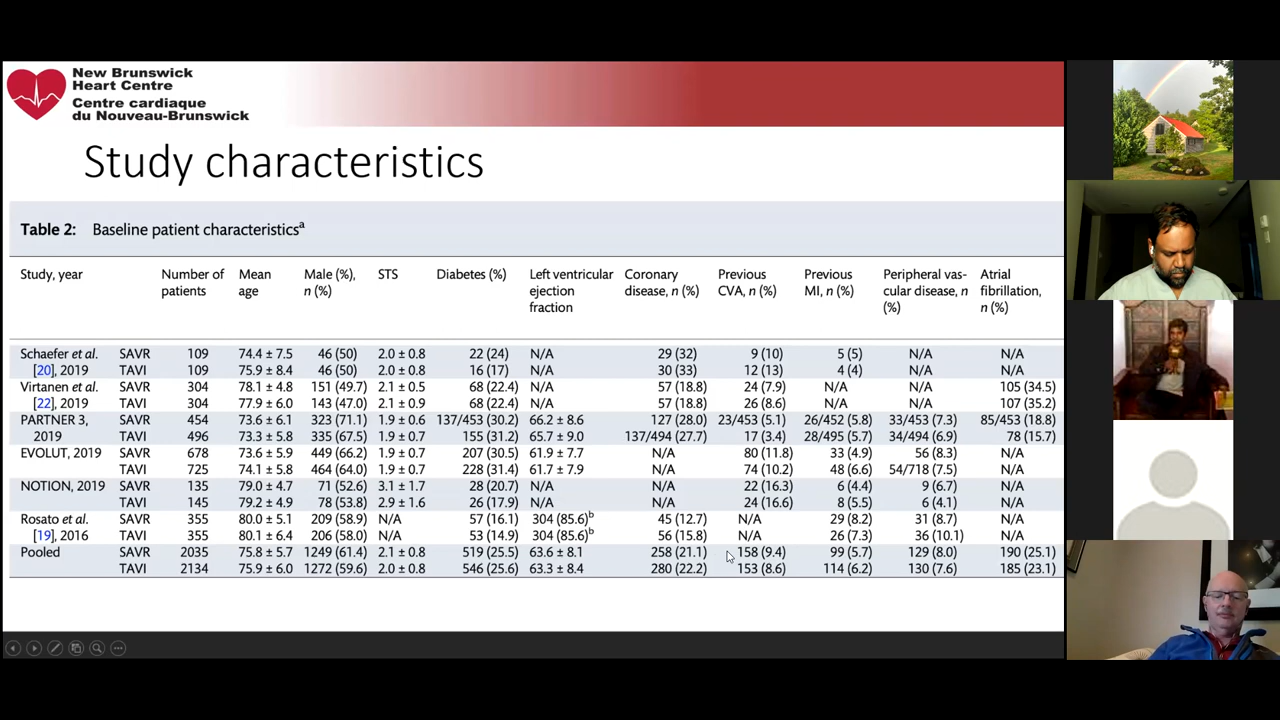 New Brunswick
Heart Centre
Centre cardiaque
du Nouveau-Brunswick
Study characteristics
Table 2: Baseline patient characteristicsa
Study, year Number of patients Mean age Male (%), n (%) STS Diabetes (%) Left ventricular ejection fraction Coronary disease, n (%) Previous CVA, n (%) Previous MI, n (%) Peripheral vas-cular disease, n (%) Atrial fibrillation, n (%)
Schaefer et al. SAVR 109 74.4 ± 7.5 46 (50) 2.0 ± 0.8 22 (24) N/A 29 (32) 9 (10) 5 (5) N/A N/A
[20], 2019 TAVI 109 75.9 ± 8.4 46 (50) 2.0 ± 0.8 16 (17) N/A 30 (33) 12 (13) 4 (4) N/A N/A
Virtanen et al. SAVR 304 78.1 ± 4.8 151 (49.7) 2.1 ± 0.5 68 (22.4) N/A 57 (18.8) 24 (7.9) N/A N/A 105 (34.5)
[22], 2019 TAVI 304 77.9 ± 6.0 143 (47.0) 2.1 ± 0.9 68 (22.4) N/A 57 (18.8) 26 (8.6) N/A N/A 107 (35.2)
PARTNER 3, SAVR 454 73.6 ± 6.1 323 (71.1) 1.9 ± 0.6 137/453 (30.2) 66.2 ± 8.6 127 (28.0) 23/453 (5.1) 26/452 (5.8) 33/453 (7.3) 85/453 (18.8)
2019 TAVI 496 73.3 ± 5.8 335 (67.5) 1.9 ± 0.7 155 (31.2) 65.7 ± 9.0 137/494 (27.7) 17 (3.4) 28/495 (5.7) 34/494 (6.9) 78 (15.7)
EVOLUT, 2019 SAVR 678 73.6 ± 5.9 449 (66.2) 1.9 ± 0.7 207 (30.5) 61.9 ± 7.7 N/A 80 (11.8) 33 (4.9) 56 (8.3) N/A
TAVI 725 74.1 ± 5.8 464 (64.0) 1.9 ± 0.7 228 (31.4) 61.7 ± 7.9 N/A 74 (10.2) 48 (6.6) 54/718 (7.5) N/A
NOTION, 2019 SAVR 135 79.0 ± 4.7 71 (52.6) 3.1 ± 1.7 28 (20.7) N/A N/A 22 (16.3) 6 (4.4) 9 (6.7) N/A
TAVI 145 79.2 ± 4.9 78 (53.8) 2.9 ± 1.6 26 (17.9) N/A N/A 24 (16.6) 8 (5.5) 6 (4.1) N/A
Rosato et al. SAVR 355 80.0 ± 5.1 209 (58.9) N/A 57 (16.1) 304 (85.6)b 45 (12.7) N/A 29 (8.2) 31 (8.7) N/A
[19], 2016 TAVI 355 80.1 ± 6.4 206 (58.0) N/A 53 (14.9) 304 (85.6)b 56 (15.8) N/A 26 (7.3) 36 (10.1) N/A
Pooled SAVR 2035 75.8 ± 5.7 1249 (61.4) 2.1 ± 0.8 519 (25.5) 63.6 ± 8.1 258 (21.1) 158 (9.4) 99 (5.7) 129 (8.0) 190 (25.1)
TAVI 2134 75.9 ± 6.0 1272 (59.6) 2.0 ± 0.8 546 (25.6) 63.3 ± 8.4 280 (22.2) 153 (8.6) 114 (6.2) 130 (7.6) 185 (23.1)